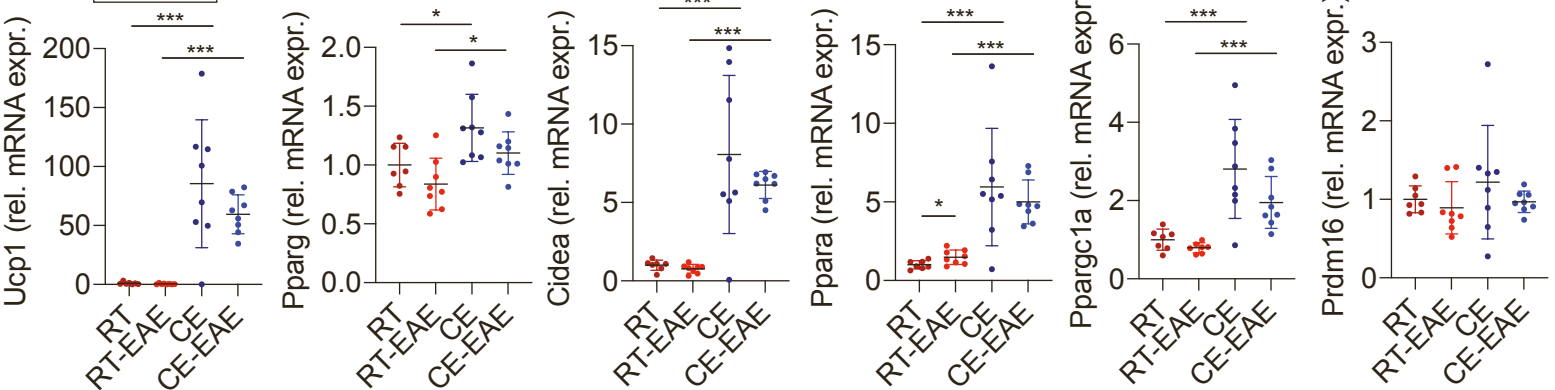 ***
***
Ucp1 (rel. mRNA expr.)
200
150
100
50
0
RT
RT-EAE
CE
CE-EAE
*
*
Pparg (rel. mRNA expr.)
2.0
1.5
1.0
0.5
0.0
RT
RT-EAE
CE
CE-EAE
***
***
Cidea (rel. mRNA expr.)
15
10
5
0
RT
RT-EAE
CE
CE-EAE
***
***
*
Ppara (rel. mRNA expr.)
15
10
5
0
RT
RT-EAE
CE
CE-EAE
***
***
Ppargc1a (rel. mRNA expr.)
6
4
2
0
RT
RT-EAE
CE
CE-EAE
Prdm16 (rel. mRNA expr.)
3
2
1
0
RT
RT-EAE
CE
CE-EAE